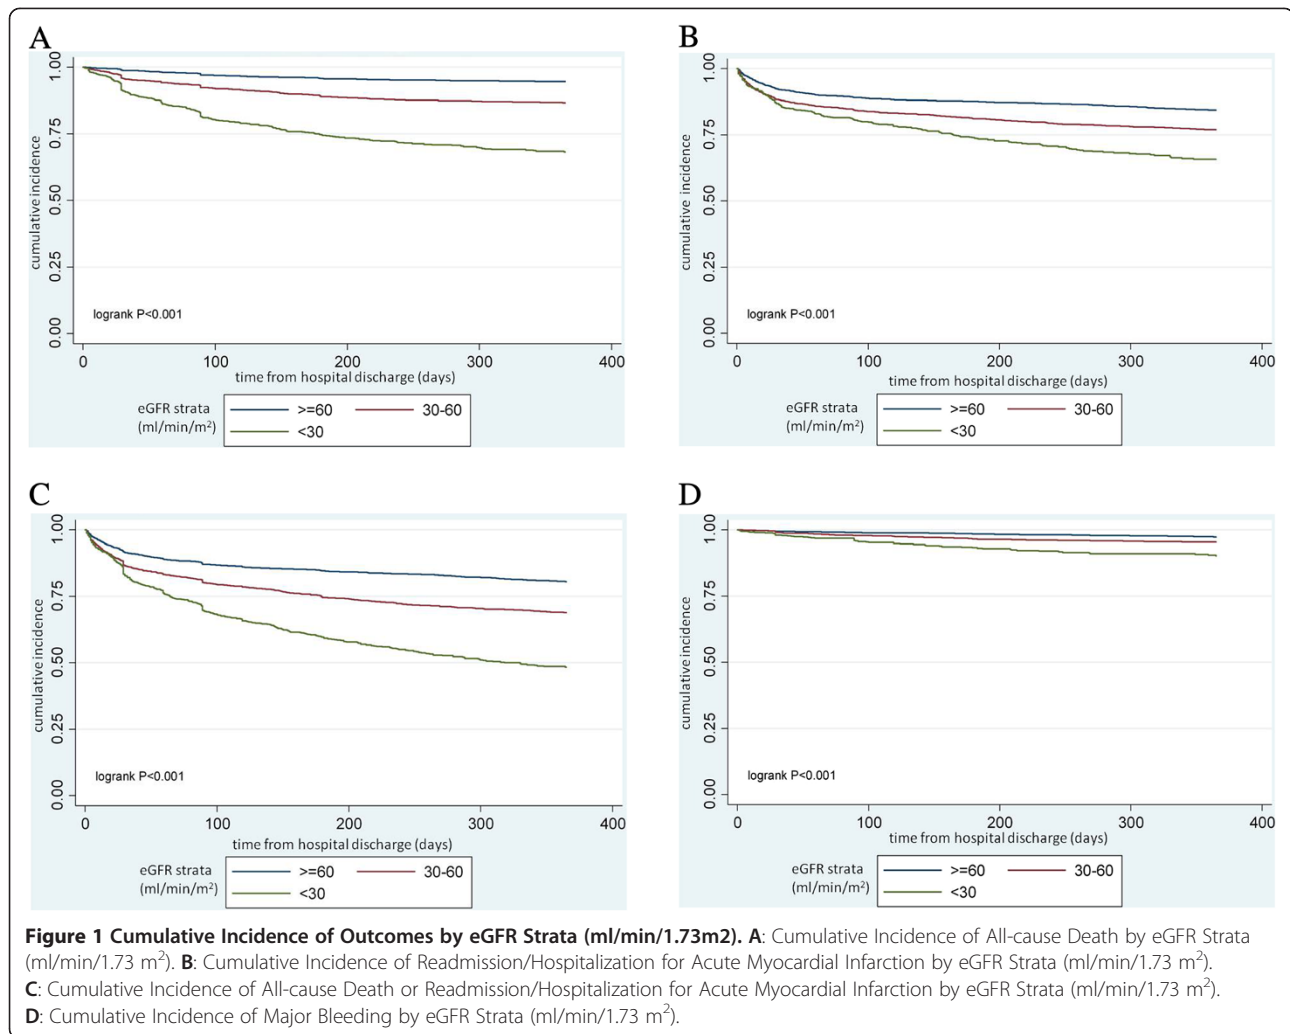 A
cumulative incidence
1.00
0.75
0.50
0.25
0.00
logrank P<0.001
0 100 200 300 400
time from hospital discharge (days)
eGFR strata
(ml/min/m²)
>=60 30-60
<30
B
cumulative incidence
1.00
0.75
0.50
0.25
0.00
logrank P<0.001
0 100 200 300 400
time from hospital discharge (days)
eGFR strata
(ml/min/m²)
>=60 30-60
<30
C
cumulative incidence
1.00
0.75
0.50
0.25
0.00
logrank P<0.001
0 100 200 300 400
time from hospital discharge (days)
eGFR strata
(ml/min/m²)
>=60 30-60
<30
D
cumulative incidence
1.00
0.75
0.50
0.25
0.00
logrank P<0.001
0 100 200 300 400
time from hospital discharge (days)
eGFR strata
(ml/min/m²)
>=60 30-60
<30
Figure 1 Cumulative Incidence of Outcomes by eGFR Strata (ml/min/1.73m2). A: Cumulative Incidence of All-cause Death by eGFR Strata
(ml/min/1.73 m²). B: Cumulative Incidence of Readmission/Hospitalization for Acute Myocardial Infarction by eGFR Strata (ml/min/1.73 m²).
C: Cumulative Incidence of All-cause Death or Readmission/Hospitalization for Acute Myocardial Infarction by eGFR Strata (ml/min/1.73 m²).
D: Cumulative Incidence of Major Bleeding by eGFR Strata (ml/min/1.73 m²).